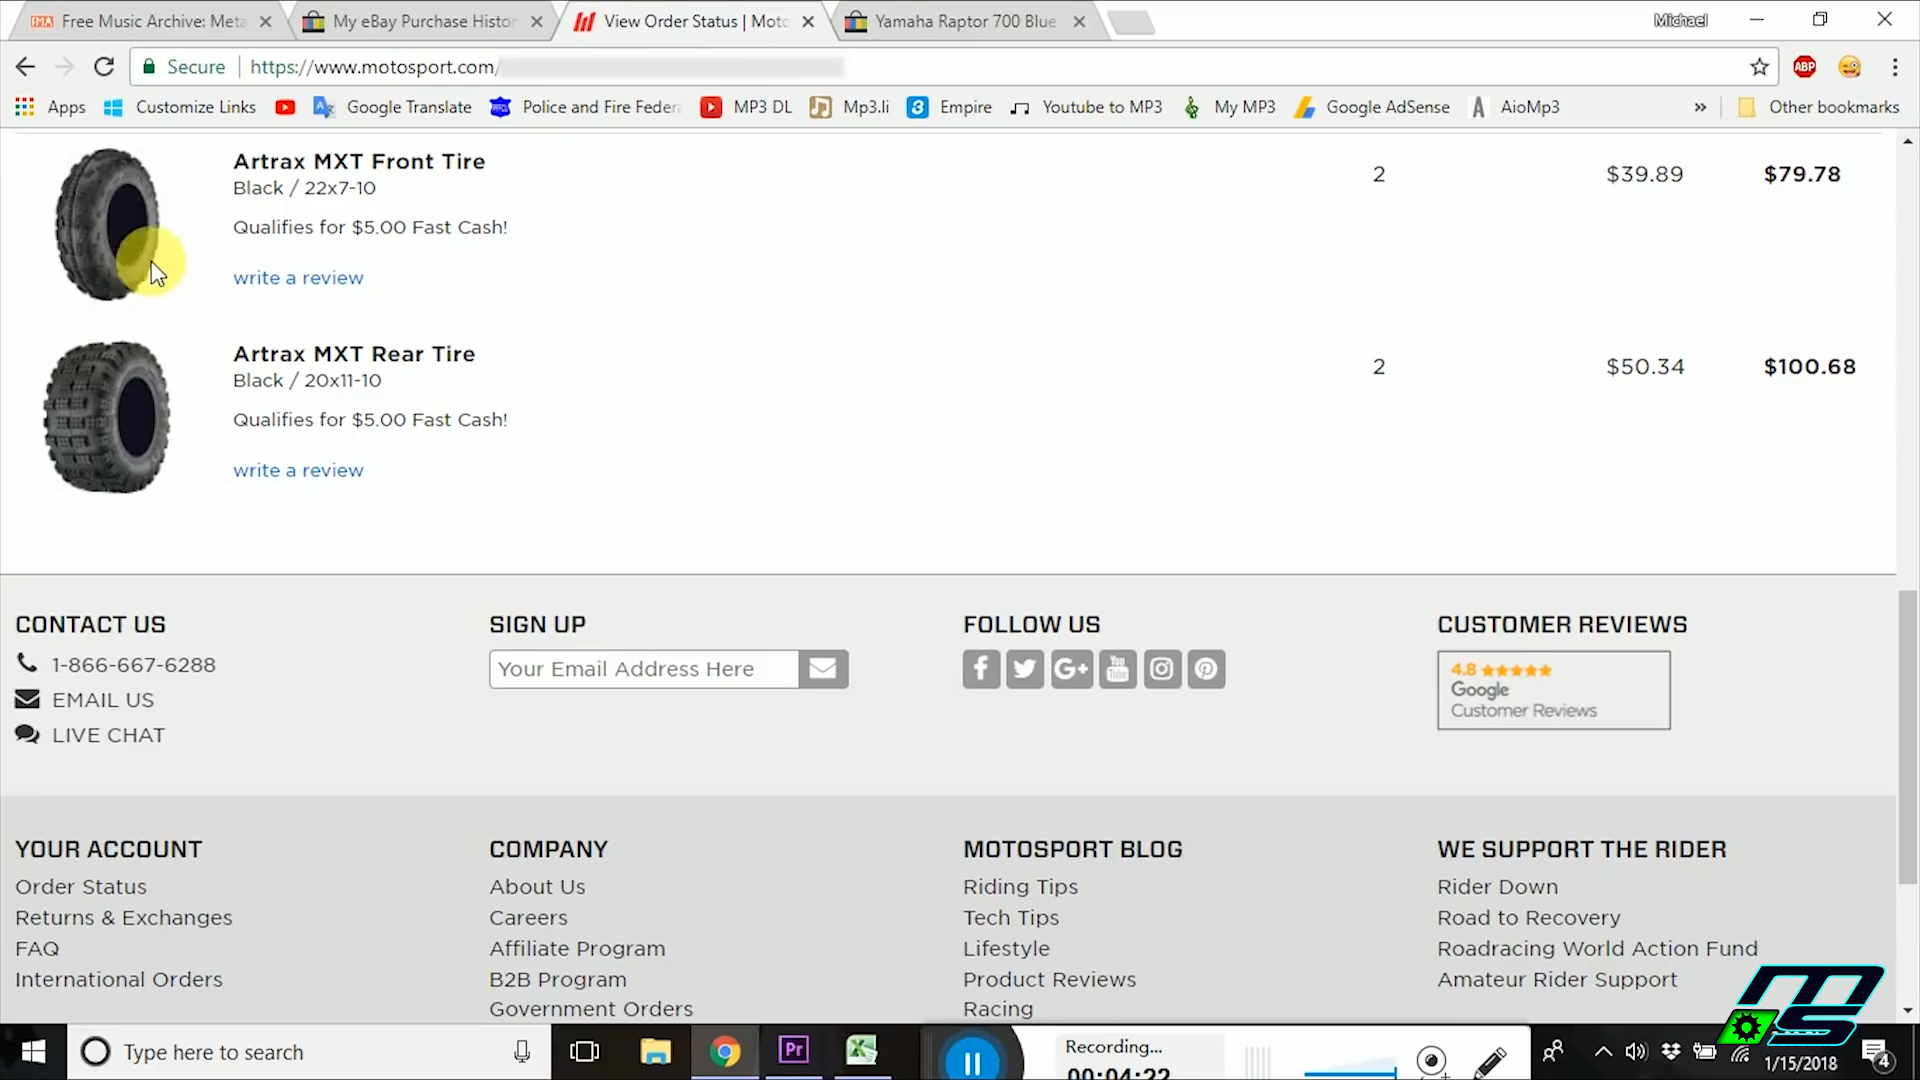 Free Music Archive: Meta
My eBay Purchase Histor
View Order Status | Moto
Yamaha Raptor 700 Blue
Michael
Secure
https://www.motosport.com/
ABP
Apps
Customize Links
Google Translate
Police and Fire Federa
MP3 DL
Mp3.li
Empire
Youtube to MP3
My MP3
Google AdSense
AioMp3
»
Other bookmarks
Artrax MXT Front Tire
2
$39.89
$79.78
Black / 22x7-10
Qualifies for $5.00 Fast Cash!
write a review
Artrax MXT Rear Tire
2
$50.34
$100.68
Black / 20x11-10
Qualifies for $5.00 Fast Cash!
write a review
CONTACT US
1-866-667-6288
EMAIL US
LIVE CHAT
SIGN UP
Your Email Address Here
FOLLOW US
CUSTOMER REVIEWS
4.8
Google
Customer Reviews
YOUR ACCOUNT
Order Status
Returns & Exchanges
FAQ
International Orders
COMPANY
About Us
Careers
Affiliate Program
B2B Program
Government Orders
MOTOSPORT BLOG
Riding Tips
Tech Tips
Lifestyle
Product Reviews
Racing
WE SUPPORT THE RIDER
Rider Down
Road to Recovery
Roadracing World Action Fund
Amateur Rider Support
Type here to search
Pr
Recording...
00:04:22
1/15/2018
4